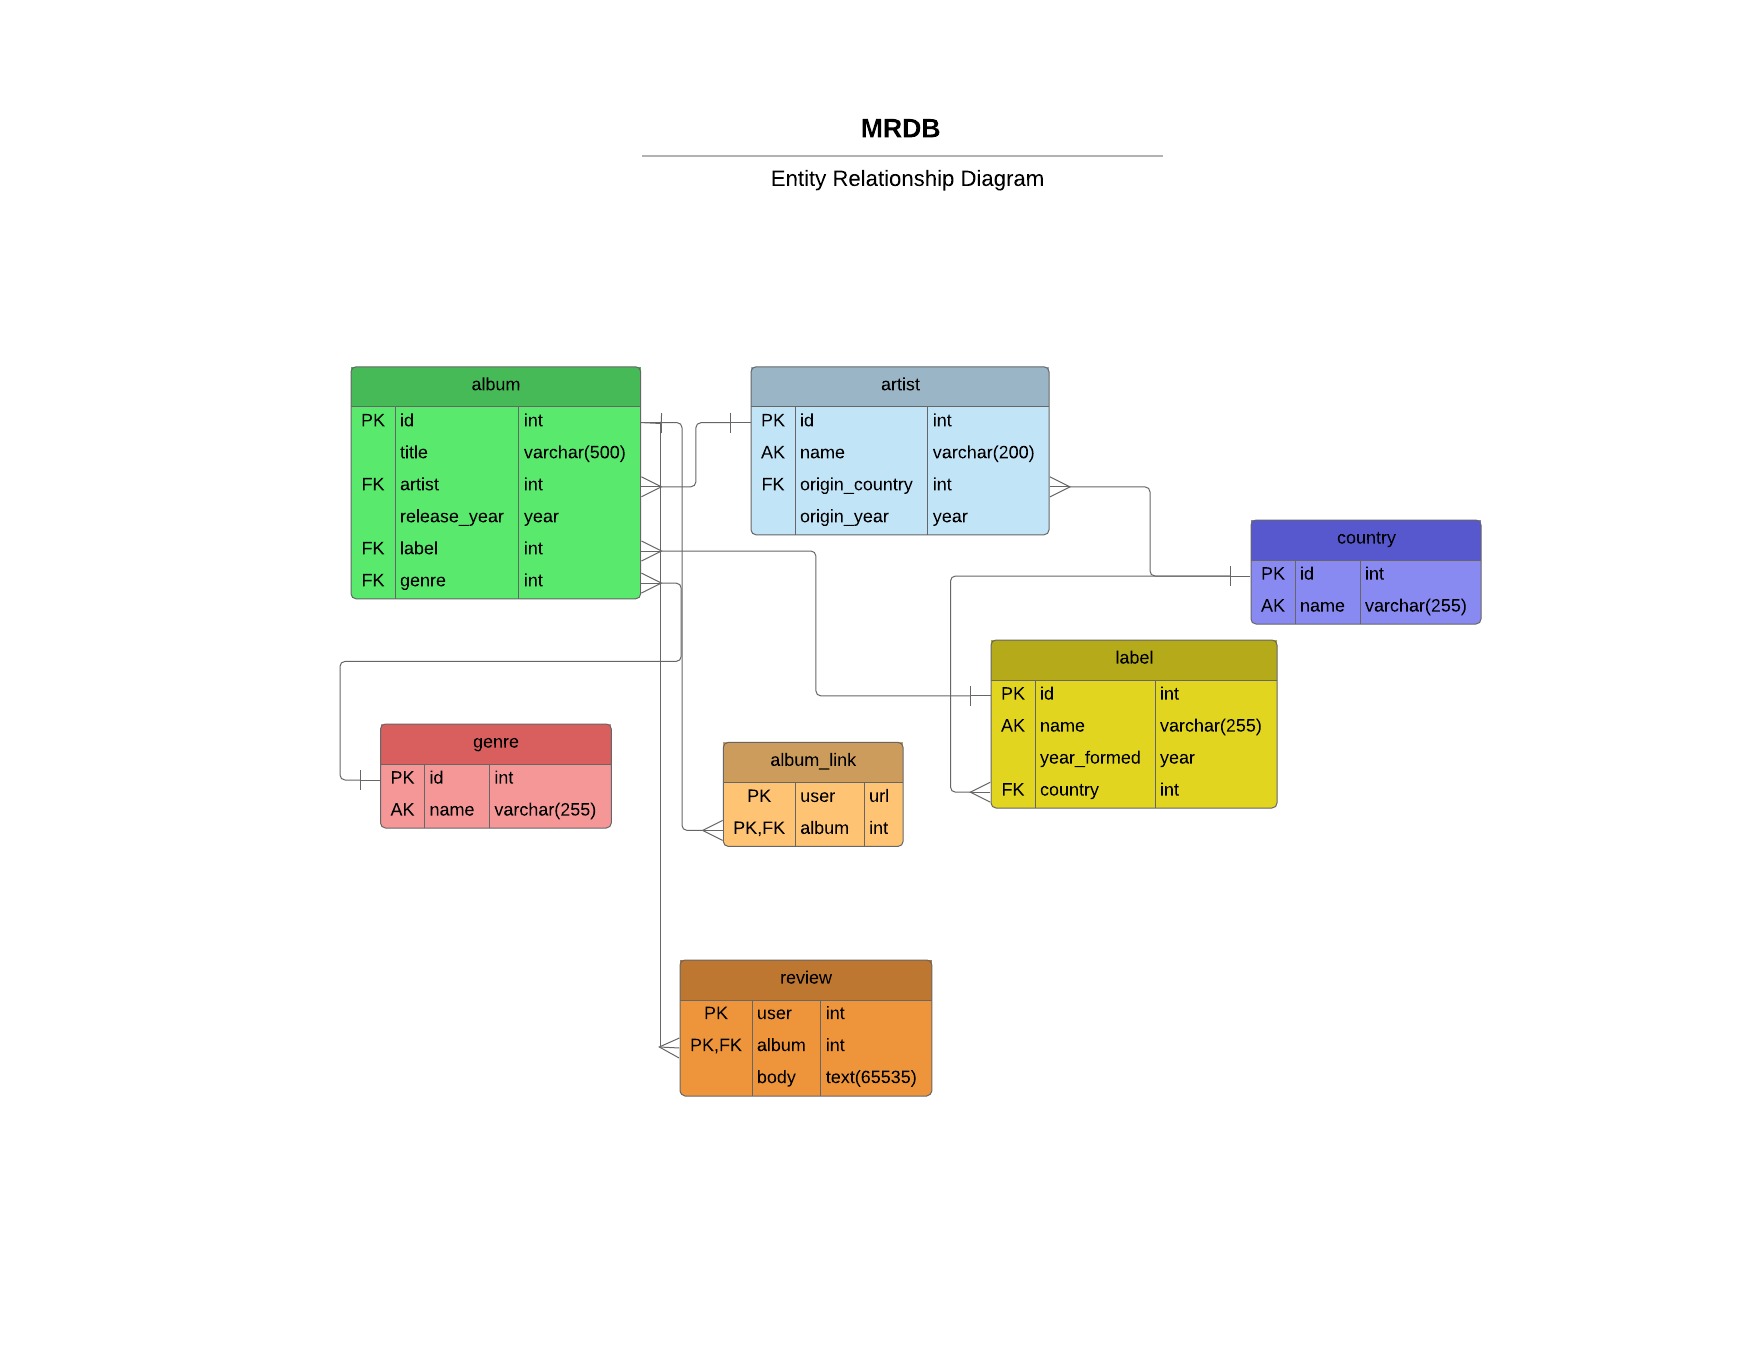 MRDB
Entity Relationship Diagram
album
PK id int
title varchar(500)
FK artist int
release_year year
FK label int
FK genre int
artist
PK id int
AK name varchar(200)
FK origin_country int
origin_year year
country
PK id int
AK name varchar(255)
label
PK id int
AK name varchar(255)
year_formed year
FK country int
genre
PK id int
AK name varchar(255)
album_link
PK user url
PK,FK album int
review
PK user int
PK,FK album int
body text(65535)